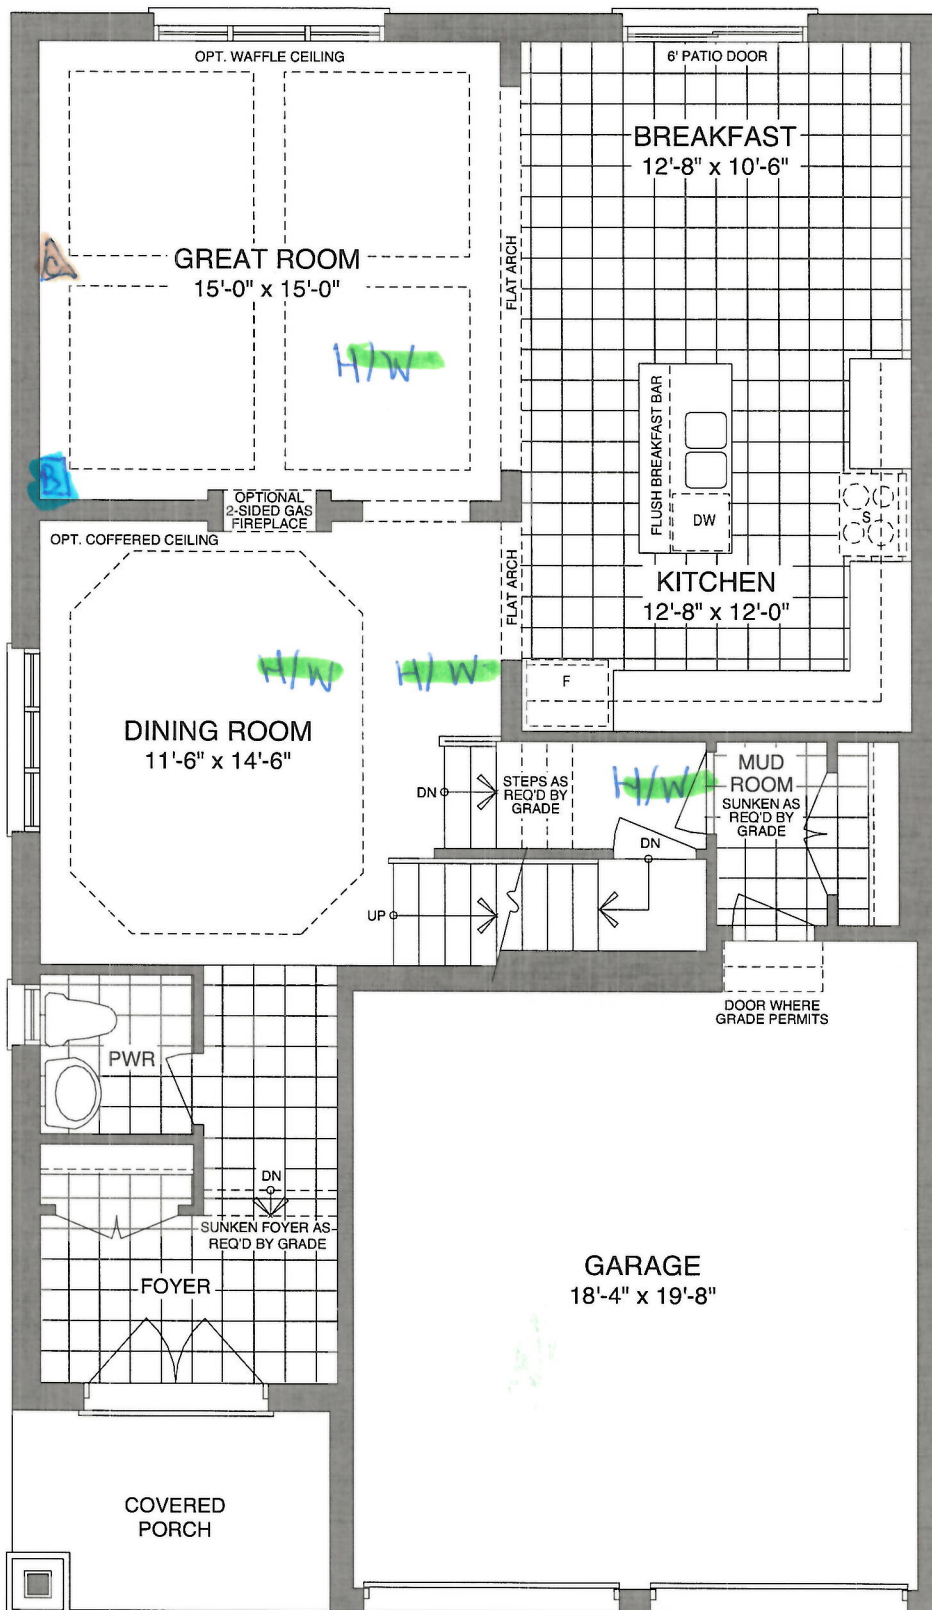 OPT. WAFFLE CEILING
6' PATIO DOOR
BREAKFAST
12'-8" x 10'-6"
C
GREAT ROOM
15'-0" x 15'-0"
FLAT ARCH
H/W
B
OPTIONAL
2-SIDED GAS
FIREPLACE
FLUSH BREAKFAST BAR
DW
S
OPT. COFFERED CEILING
FLAT ARCH
KITCHEN
12'-8" x 12'-0"
H/W
H/W
F
DINING ROOM
11'-6" x 14'-6"
DN
STEPS AS
REQ'D BY
GRADE
H/W
MUD
ROOM
SUNKEN AS
REQ'D BY
GRADE
DN
UP
DOOR WHERE
GRADE PERMITS
PWR
DN
SUNKEN FOYER AS
REQ'D BY GRADE
FOYER
GARAGE
18'-4" x 19'-8"
COVERED
PORCH